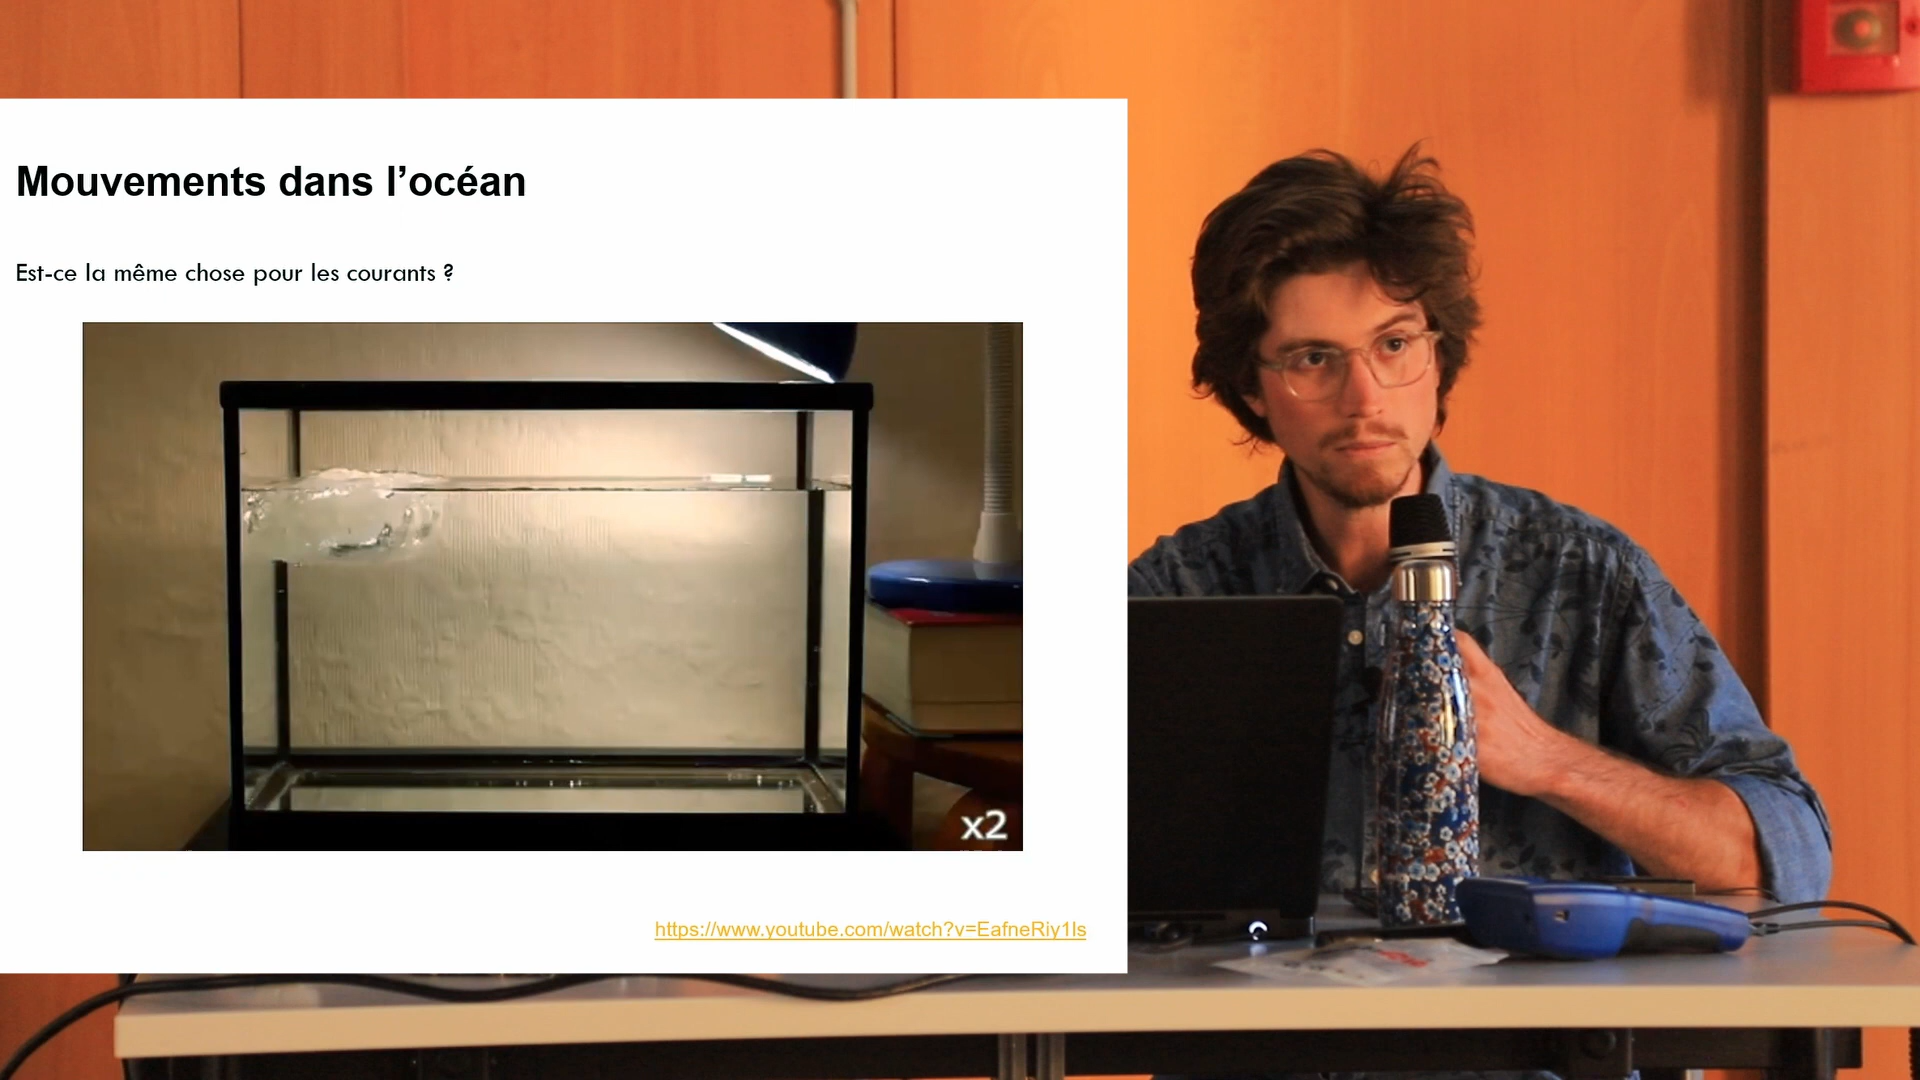 Mouvements dans l’océan
Est-ce la même chose pour les courants ?
x2
https://www.youtube.com/watch?v=EafneRiy1ls